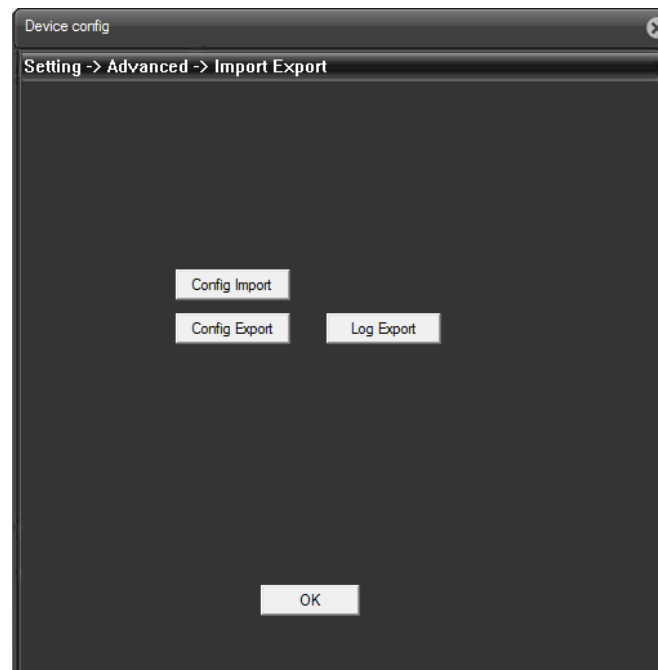 Device config
Setting -> Advanced -> Import Export
Config Import
Config Export Log Export
OK